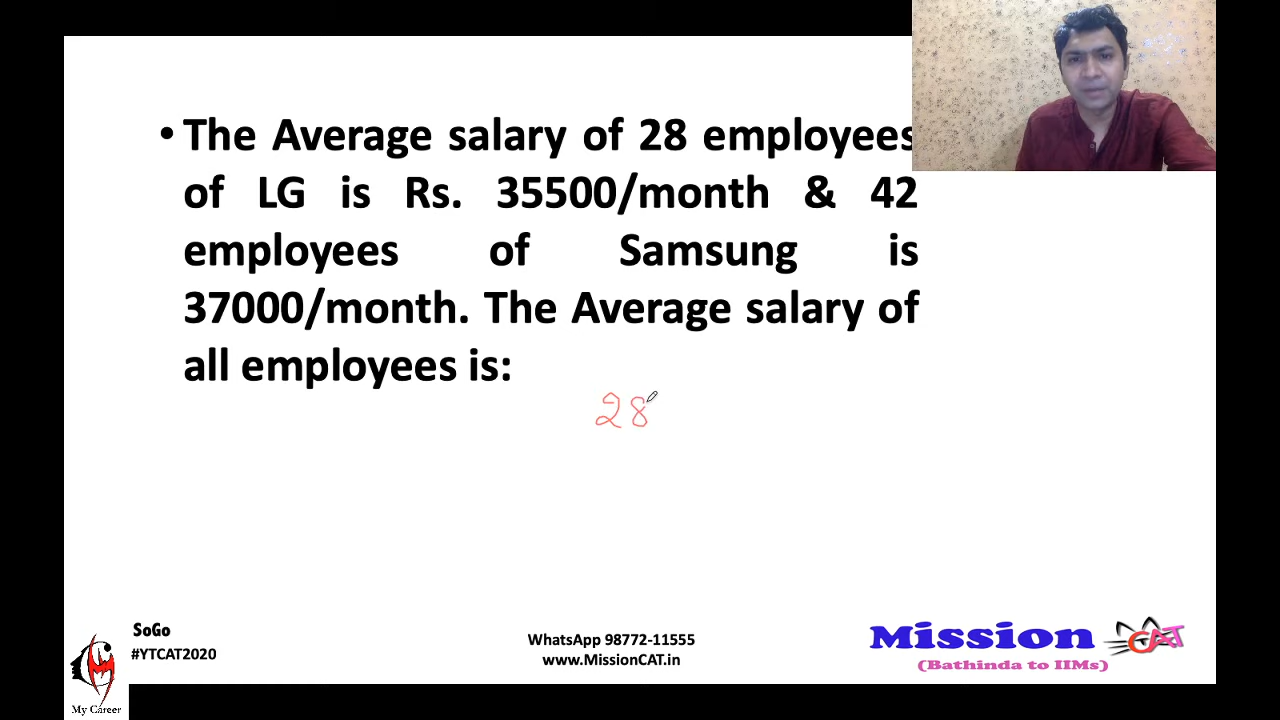 • The Average salary of 28 employees
of LG is Rs. 35500/month & 42
employees of Samsung is
37000/month. The Average salary of
all employees is:
28
SoGo
#YTCAT2020
My Career
WhatsApp 98772-11555
www.MissionCAT.in
Mission CAT
(Bathinda to IIMs)